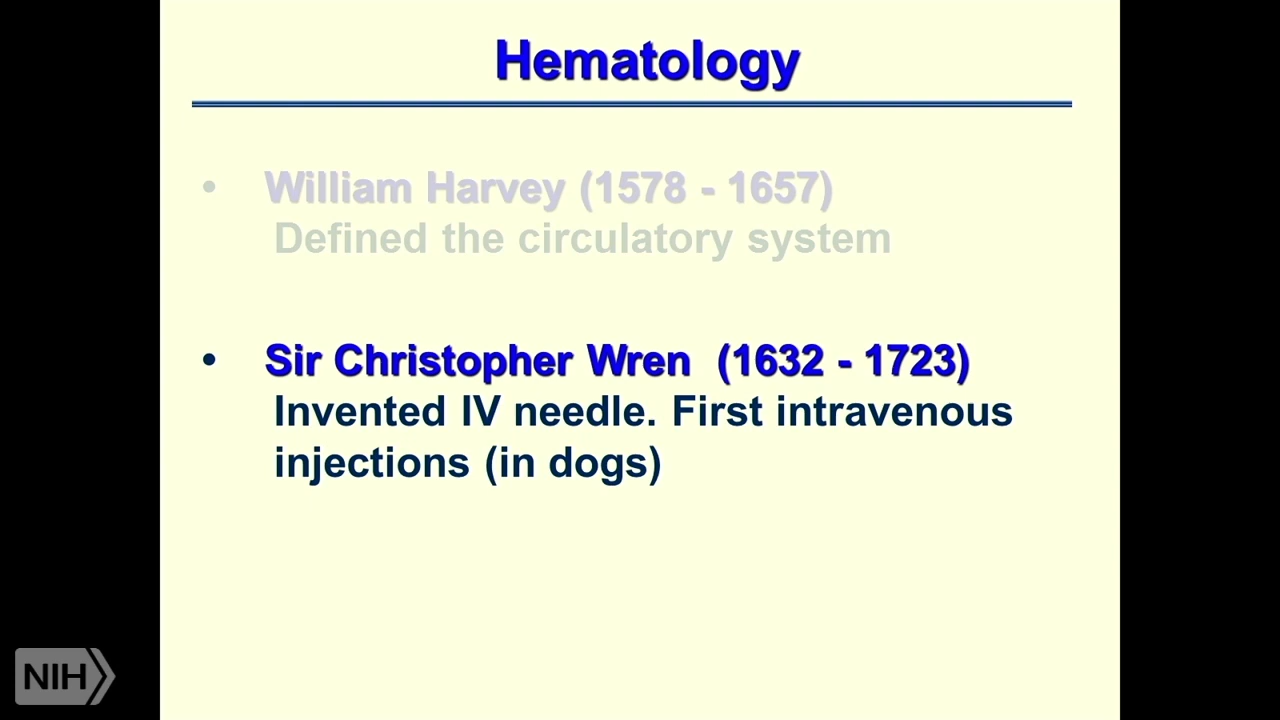 Hematology
• William Harvey (1578 - 1657)
Defined the circulatory system
• Sir Christopher Wren (1632 - 1723)
Invented IV needle. First intravenous
injections (in dogs)
NIH